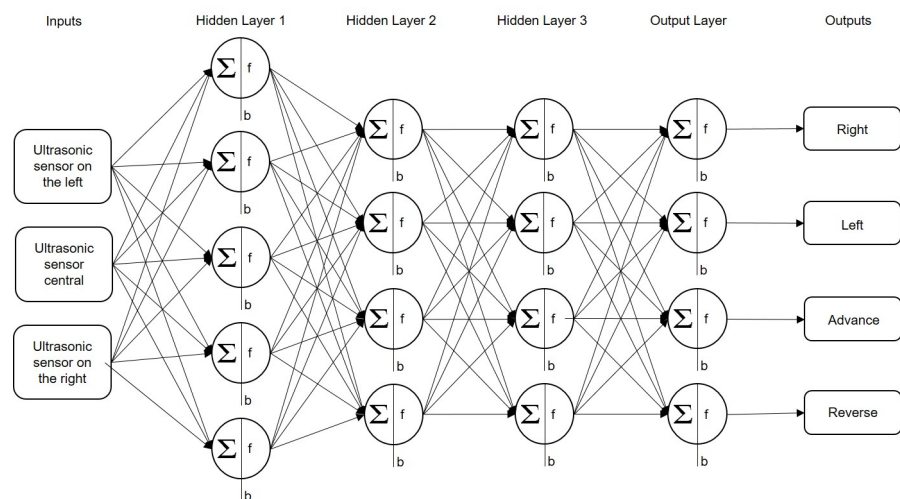 Inputs
Hidden Layer 1
Hidden Layer 2
Hidden Layer 3
Output Layer
Outputs
Ultrasonic
sensor on
the left
Ultrasonic
sensor
central
Ultrasonic
sensor on
the right
Σ f
b
Σ f
b
Σ f
b
Σ f
b
Σ f
b
Σ f
b
Σ f
b
Σ f
b
Σ f
b
Σ f
b
Σ f
b
Σ f
b
Σ f
b
Σ f
b
Σ f
b
Σ f
b
Σ f
b
Right
Left
Advance
Reverse